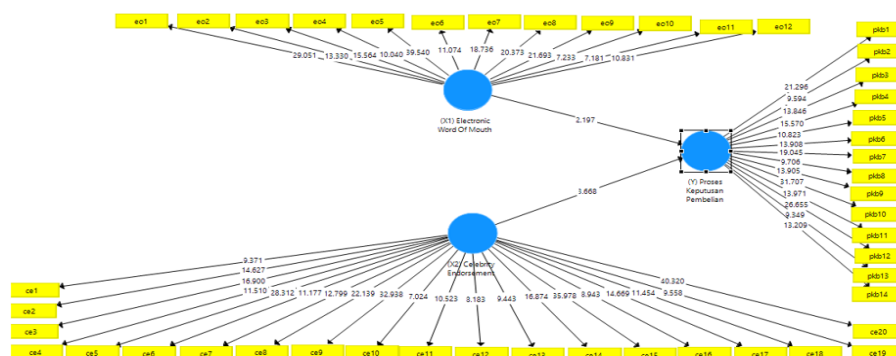 eo1 eo2 eo3 eo4 eo5 eo6 eo7 eo8 eo9 eo10 eo11 eo12
29.051 13.330 15.564 10.040 39.540 11.074 18.736 20.373 21.693 7.233 7.181 10.831
(X1) Electronic
Word Of Mouth
2.197
pkb1
pkb2
pkb3
pkb4
pkb5
pkb6
pkb7
pkb8
pkb9
pkb10
pkb11
pkb12
pkb13
pkb14
21.296
9.594
13.846
15.570
10.823
13.908
19.045
9.706
13.905
31.707
13.971
26.655
9.349
13.209
(Y) Proses
Keputusan
Pembelian
3.668
(X2) Celebrity
Endorsement
9.371
14.627
16.900
11.510 28.312 11.177 12.799 22.139 32.938 7.024 10.523 8.183 9.443 16.874 35.978 8.943 14.669 11.454 9.558
40.320
ce1
ce2
ce3
ce4 ce5 ce6 ce7 ce8 ce9 ce10 ce11 ce12 ce13 ce14 ce15 ce16 ce17 ce18 ce19
ce20